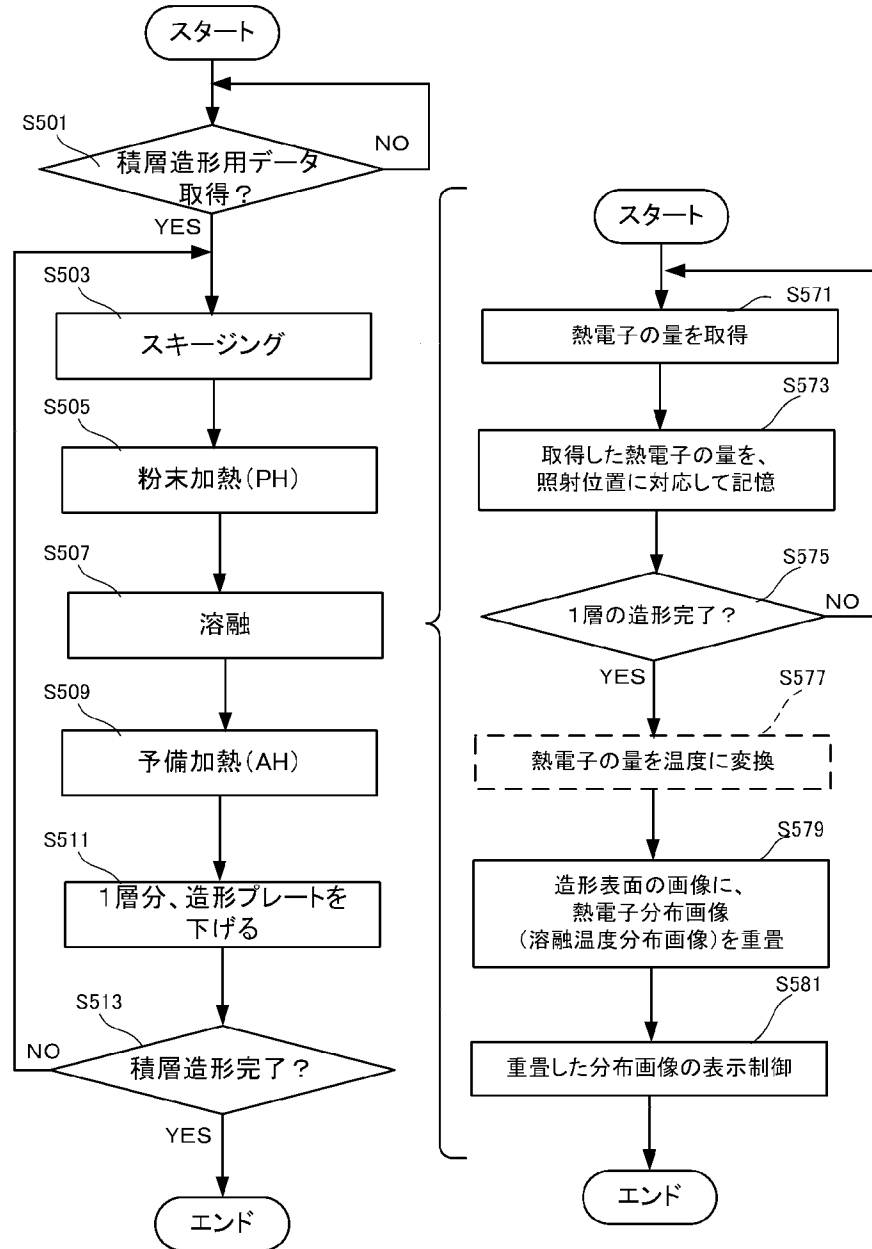 スタート
S501
積層造形用データ
取得？
NO
YES
S503
スキージング
S505
粉末加熱(PH)
S507
溶融
S509
予備加熱(AH)
S511
1層分、造形プレートを
下げる
S513
積層造形完了？
NO
YES
エンド
スタート
S571
熱電子の量を取得
S573
取得した熱電子の量を、
照射位置に対応して記憶
S575
1層の造形完了？
NO
YES
S577
熱電子の量を温度に変換
S579
造形表面の画像に、
熱電子分布画像
(溶融温度分布画像)を重畳
S581
重畳した分布画像の表示制御
エンド